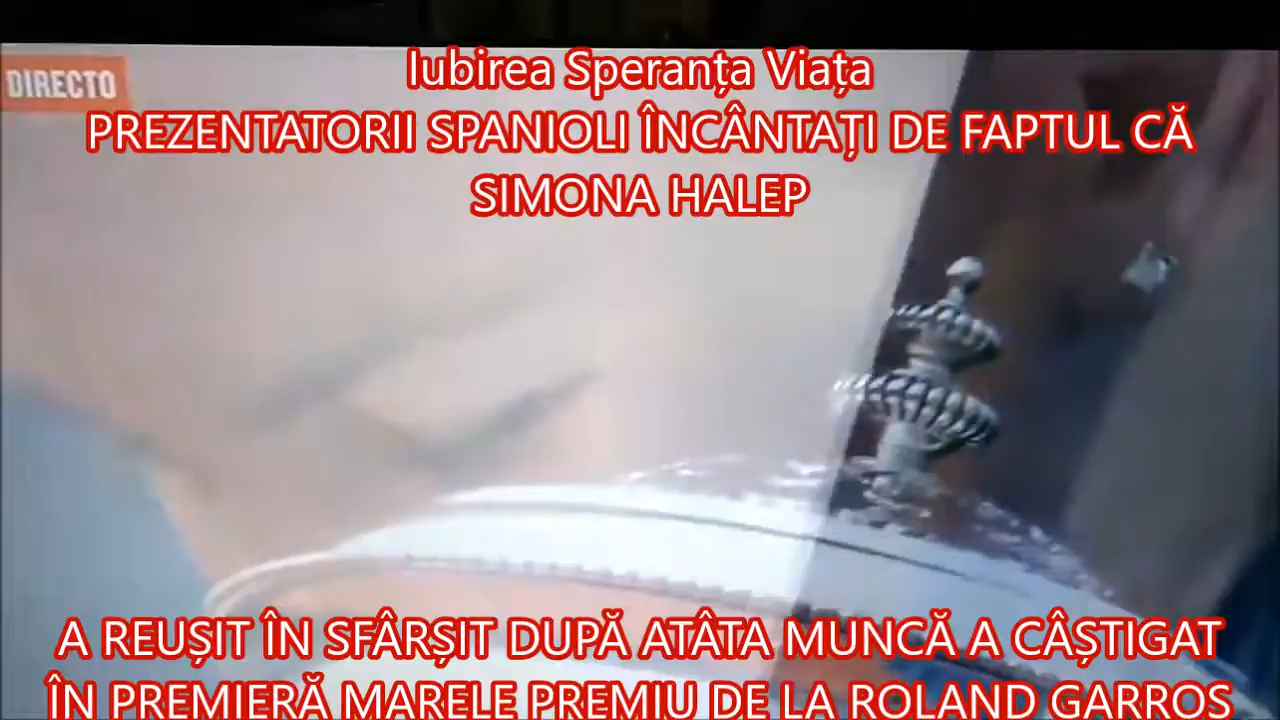 DIRECTO
Iubirea Speranța Viața
PREZENTATORII SPANIOLI ÎNCÂNTAȚI DE FAPTUL CĂ
SIMONA HALEP
A REUȘIT ÎN SFÂRȘIT DUPĂ ATÂTA MUNCĂ A CÂȘTIGAT
ÎN PREMIERĂ MARELE PREMIU DE LA ROLAND GARROS